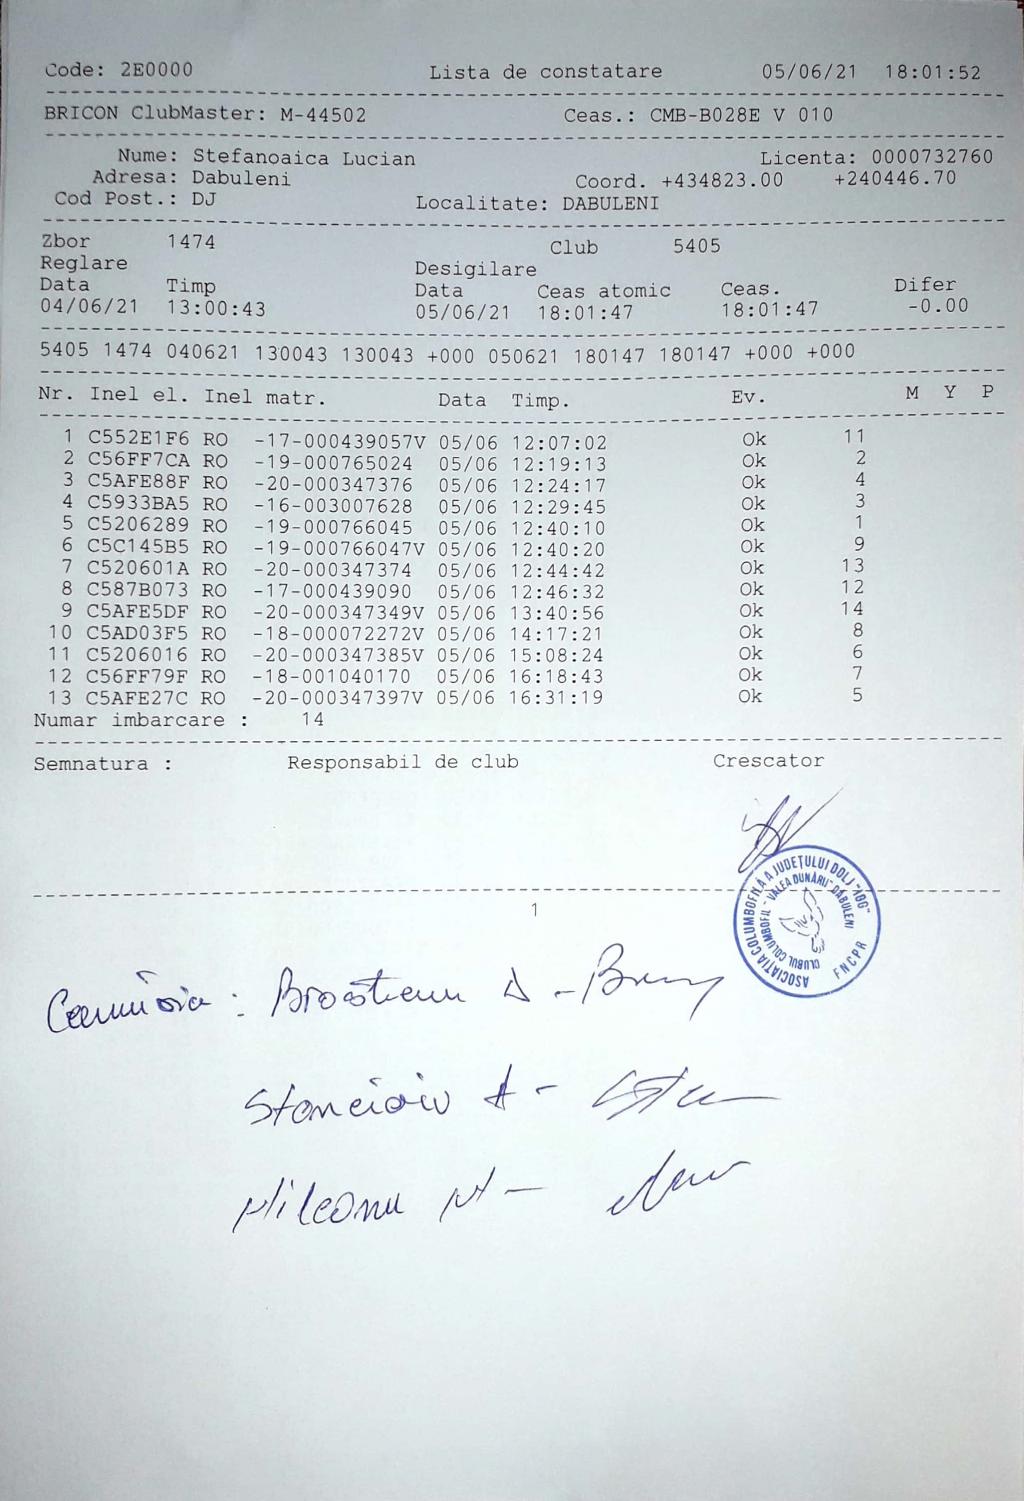 Code: 2E0000 Lista de constatare 05/06/21 18:01:52
BRICON ClubMaster: M-44502 Ceas.: CMB-B028E V 010
Nume: Stefanoaica Lucian Licenta: 0000732760
Adresa: Dabuleni Coord. +434823.00 +240446.70
Cod Post.: DJ Localitate: DABULENI
Zbor 1474 Club 5405
Reglare Desigilare
Data Timp Data Ceas atomic Ceas. Difer
04/06/21 13:00:43 05/06/21 18:01:47 18:01:47 -0.00
5405 1474 040621 130043 130043 +000 050621 180147 180147 +000 +000
Nr. Inel el. Inel matr. Data Timp. Ev. M Y P
1 C552E1F6 RO -17-000439057V 05/06 12:07:02 Ok 11
2 C56FF7CA RO -19-000765024 05/06 12:19:13 Ok 2
3 C5AFE88F RO -20-000347376 05/06 12:24:17 Ok 4
4 C5933BA5 RO -16-003007628 05/06 12:29:45 Ok 3
5 C5206289 RO -19-000766045 05/06 12:40:10 Ok 1
6 C5C145B5 RO -19-000766047V 05/06 12:40:20 Ok 9
7 C520601A RO -20-000347374 05/06 12:44:42 Ok 13
8 C587B073 RO -17-000439090 05/06 12:46:32 Ok 12
9 C5AFE5DF RO -20-000347349V 05/06 13:40:56 Ok 14
10 C5AD03F5 RO -18-000072272V 05/06 14:17:21 Ok 8
11 C5206016 RO -20-000347385V 05/06 15:08:24 Ok 6
12 C56FF79F RO -18-001040170 05/06 16:18:43 Ok 7
13 C5AFE27C RO -20-000347397V 05/06 16:31:19 Ok 5
Numar imbarcare : 14
Semnatura : Responsabil de club Crescator
ASOCIAȚIA COLUMBOFILĂ A JUDEȚULUI DOLJ "106"
CLUBUL COLUMBOFIL "VALEA DUNĂRII" DĂBULENI
FNCPR
1
Comisia :
Stancioiu A -
Mileanu M -